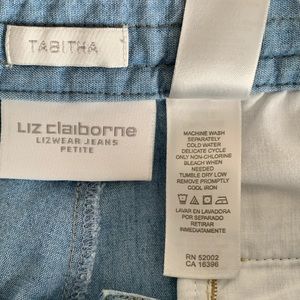 TABITHA
Liz claiborne
LIZWEAR JEANS
PETITE
MACHINE WASH
SEPARATELY
COLD WATER
DELICATE CYCLE
ONLY NON-CHLORINE
BLEACH WHEN
NEEDED
TUMBLE DRY LOW
REMOVE PROMPTLY
COOL IRON
LAVAR EN LAVADORA
POR SEPARADO
RETIRAR
INMEDIATAMENTE
RN 52002
CA 16396